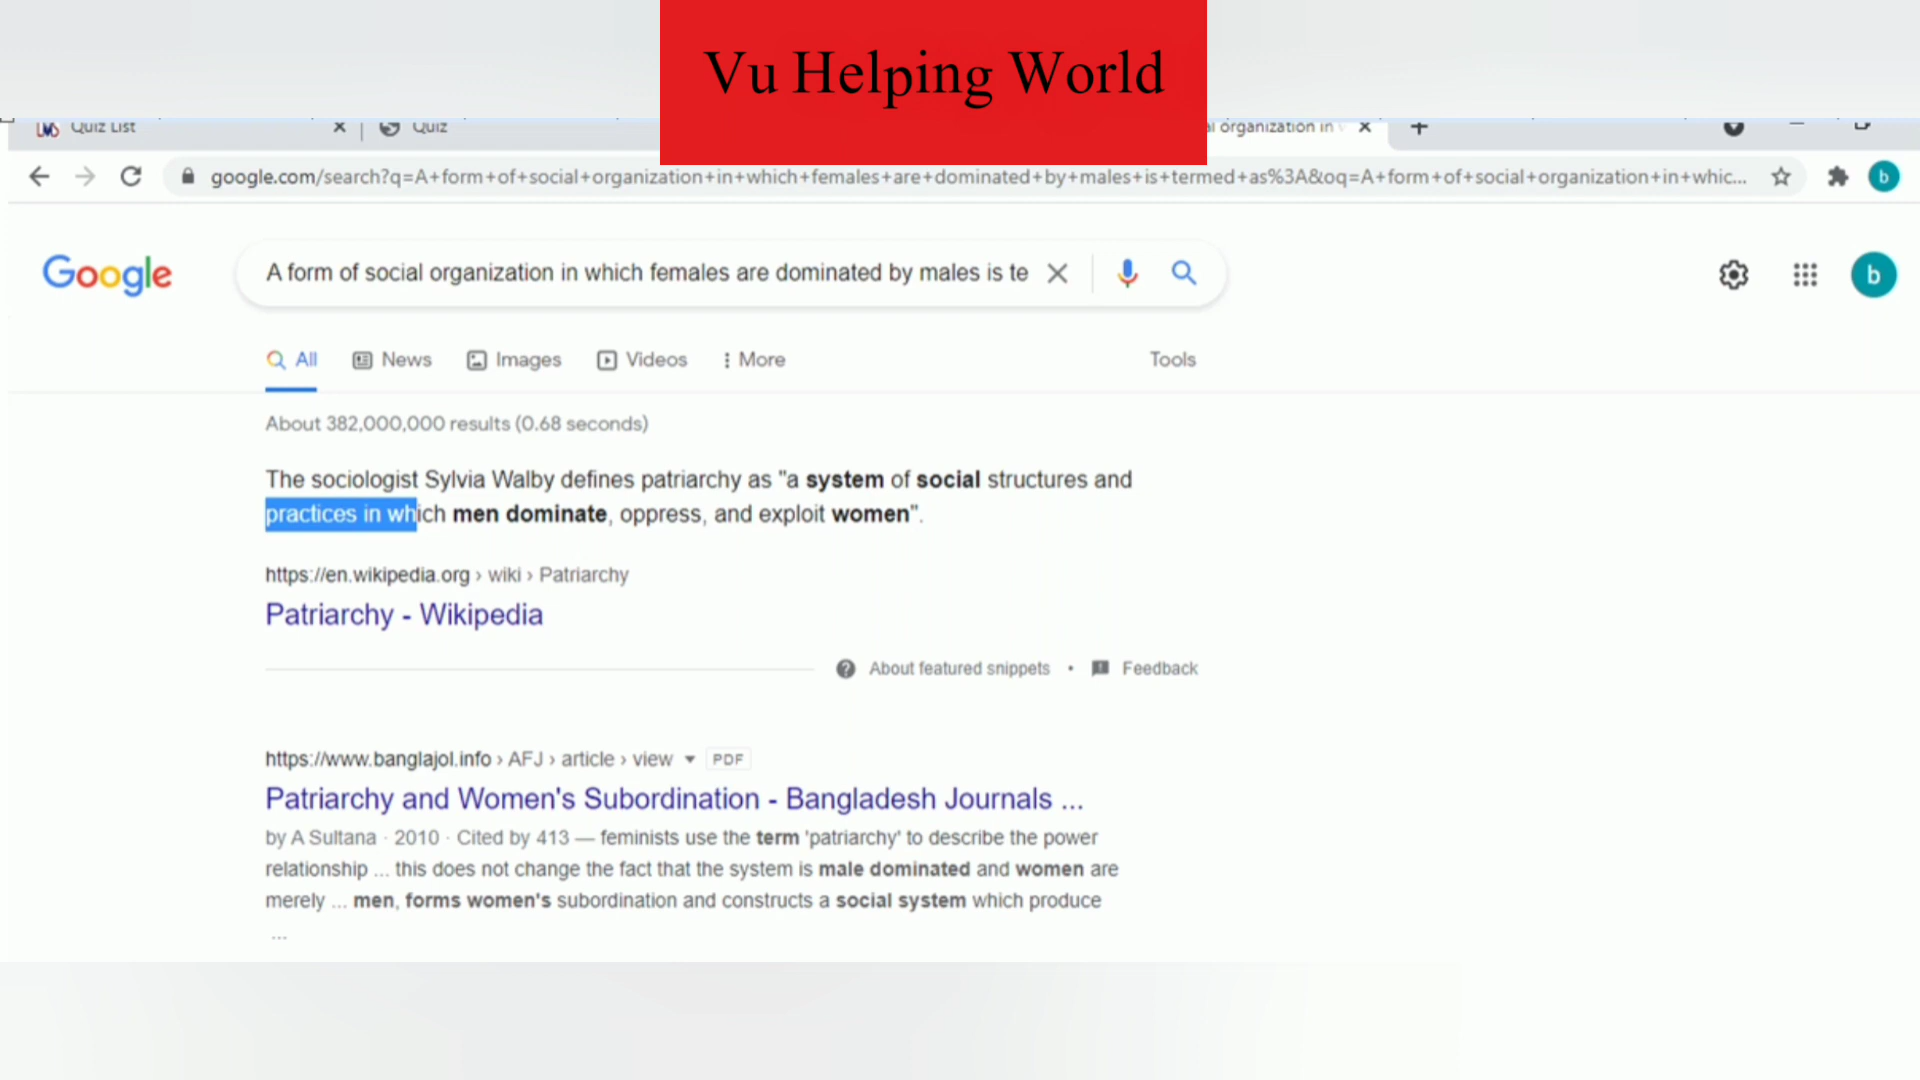 Vu Helping World
Quiz List
Quiz
al organization in
google.com/search?q=A+form+of+social+organization+in+which+females+are+dominated+by+males+is+termed+as%3A&oq=A+form+of+social+organization+in+whic...
b
Google
A form of social organization in which females are dominated by males is te
b
All
News
Images
Videos
More
Tools
About 382,000,000 results (0.68 seconds)
The sociologist Sylvia Walby defines patriarchy as "a system of social structures and
practices in which men dominate, oppress, and exploit women".
https://en.wikipedia.org › wiki › Patriarchy
Patriarchy - Wikipedia
About featured snippets • Feedback
https://www.banglajol.info › AFJ › article › view PDF
Patriarchy and Women's Subordination - Bangladesh Journals ...
by A Sultana · 2010 · Cited by 413 — feminists use the term 'patriarchy' to describe the power
relationship ... this does not change the fact that the system is male dominated and women are
merely ... men, forms women's subordination and constructs a social system which produce
...